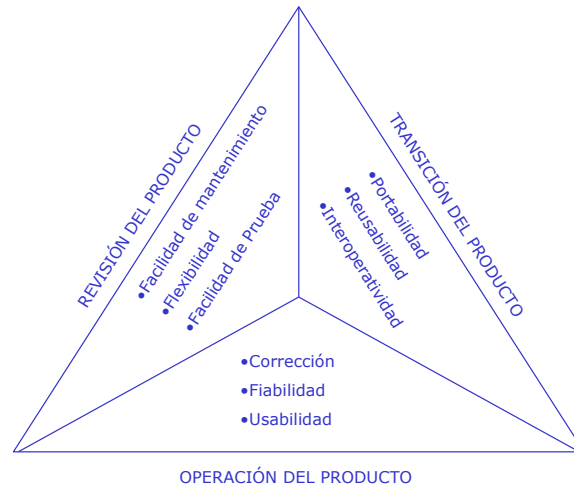 REVISIÓN DEL PRODUCTO
•Facilidad de mantenimiento
•Flexibilidad
•Facilidad de Prueba
TRANSICIÓN DEL PRODUCTO
•Portabilidad
•Reusabilidad
•Interoperatividad
•Corrección
•Fiabilidad
•Usabilidad
OPERACIÓN DEL PRODUCTO